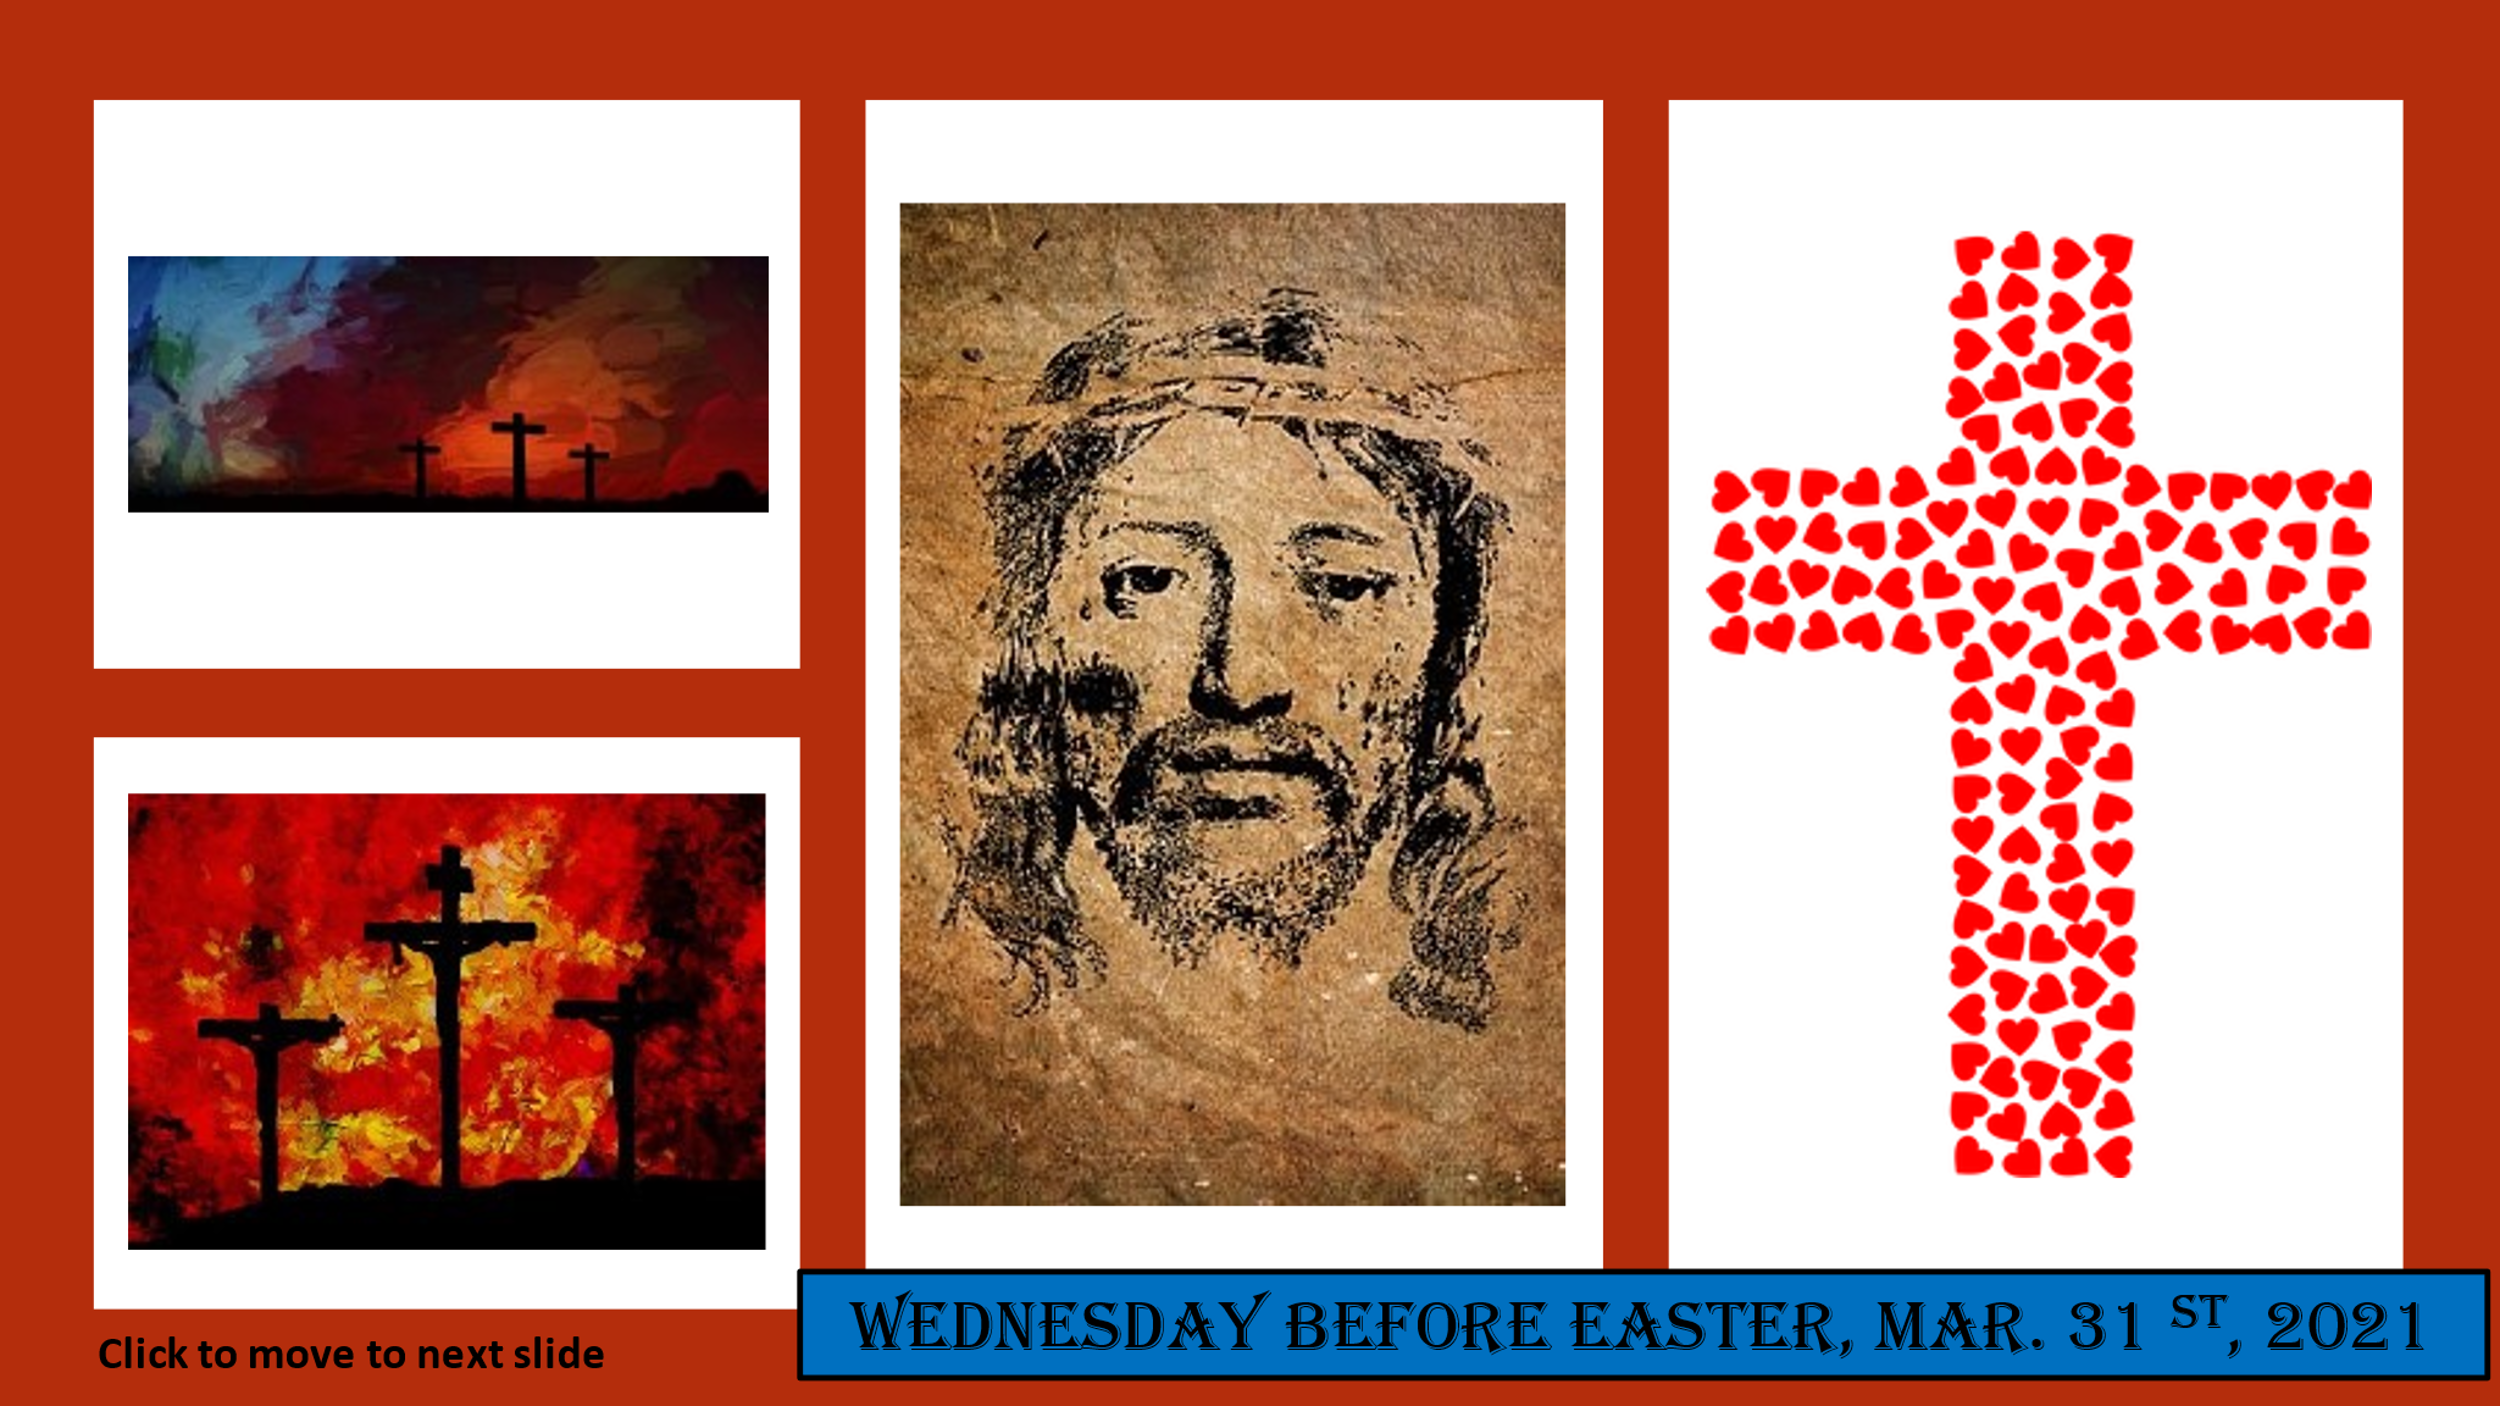 WEDNESDAY BEFORE EASTER, MAR. 31 ST, 2021
Click to move to next slide